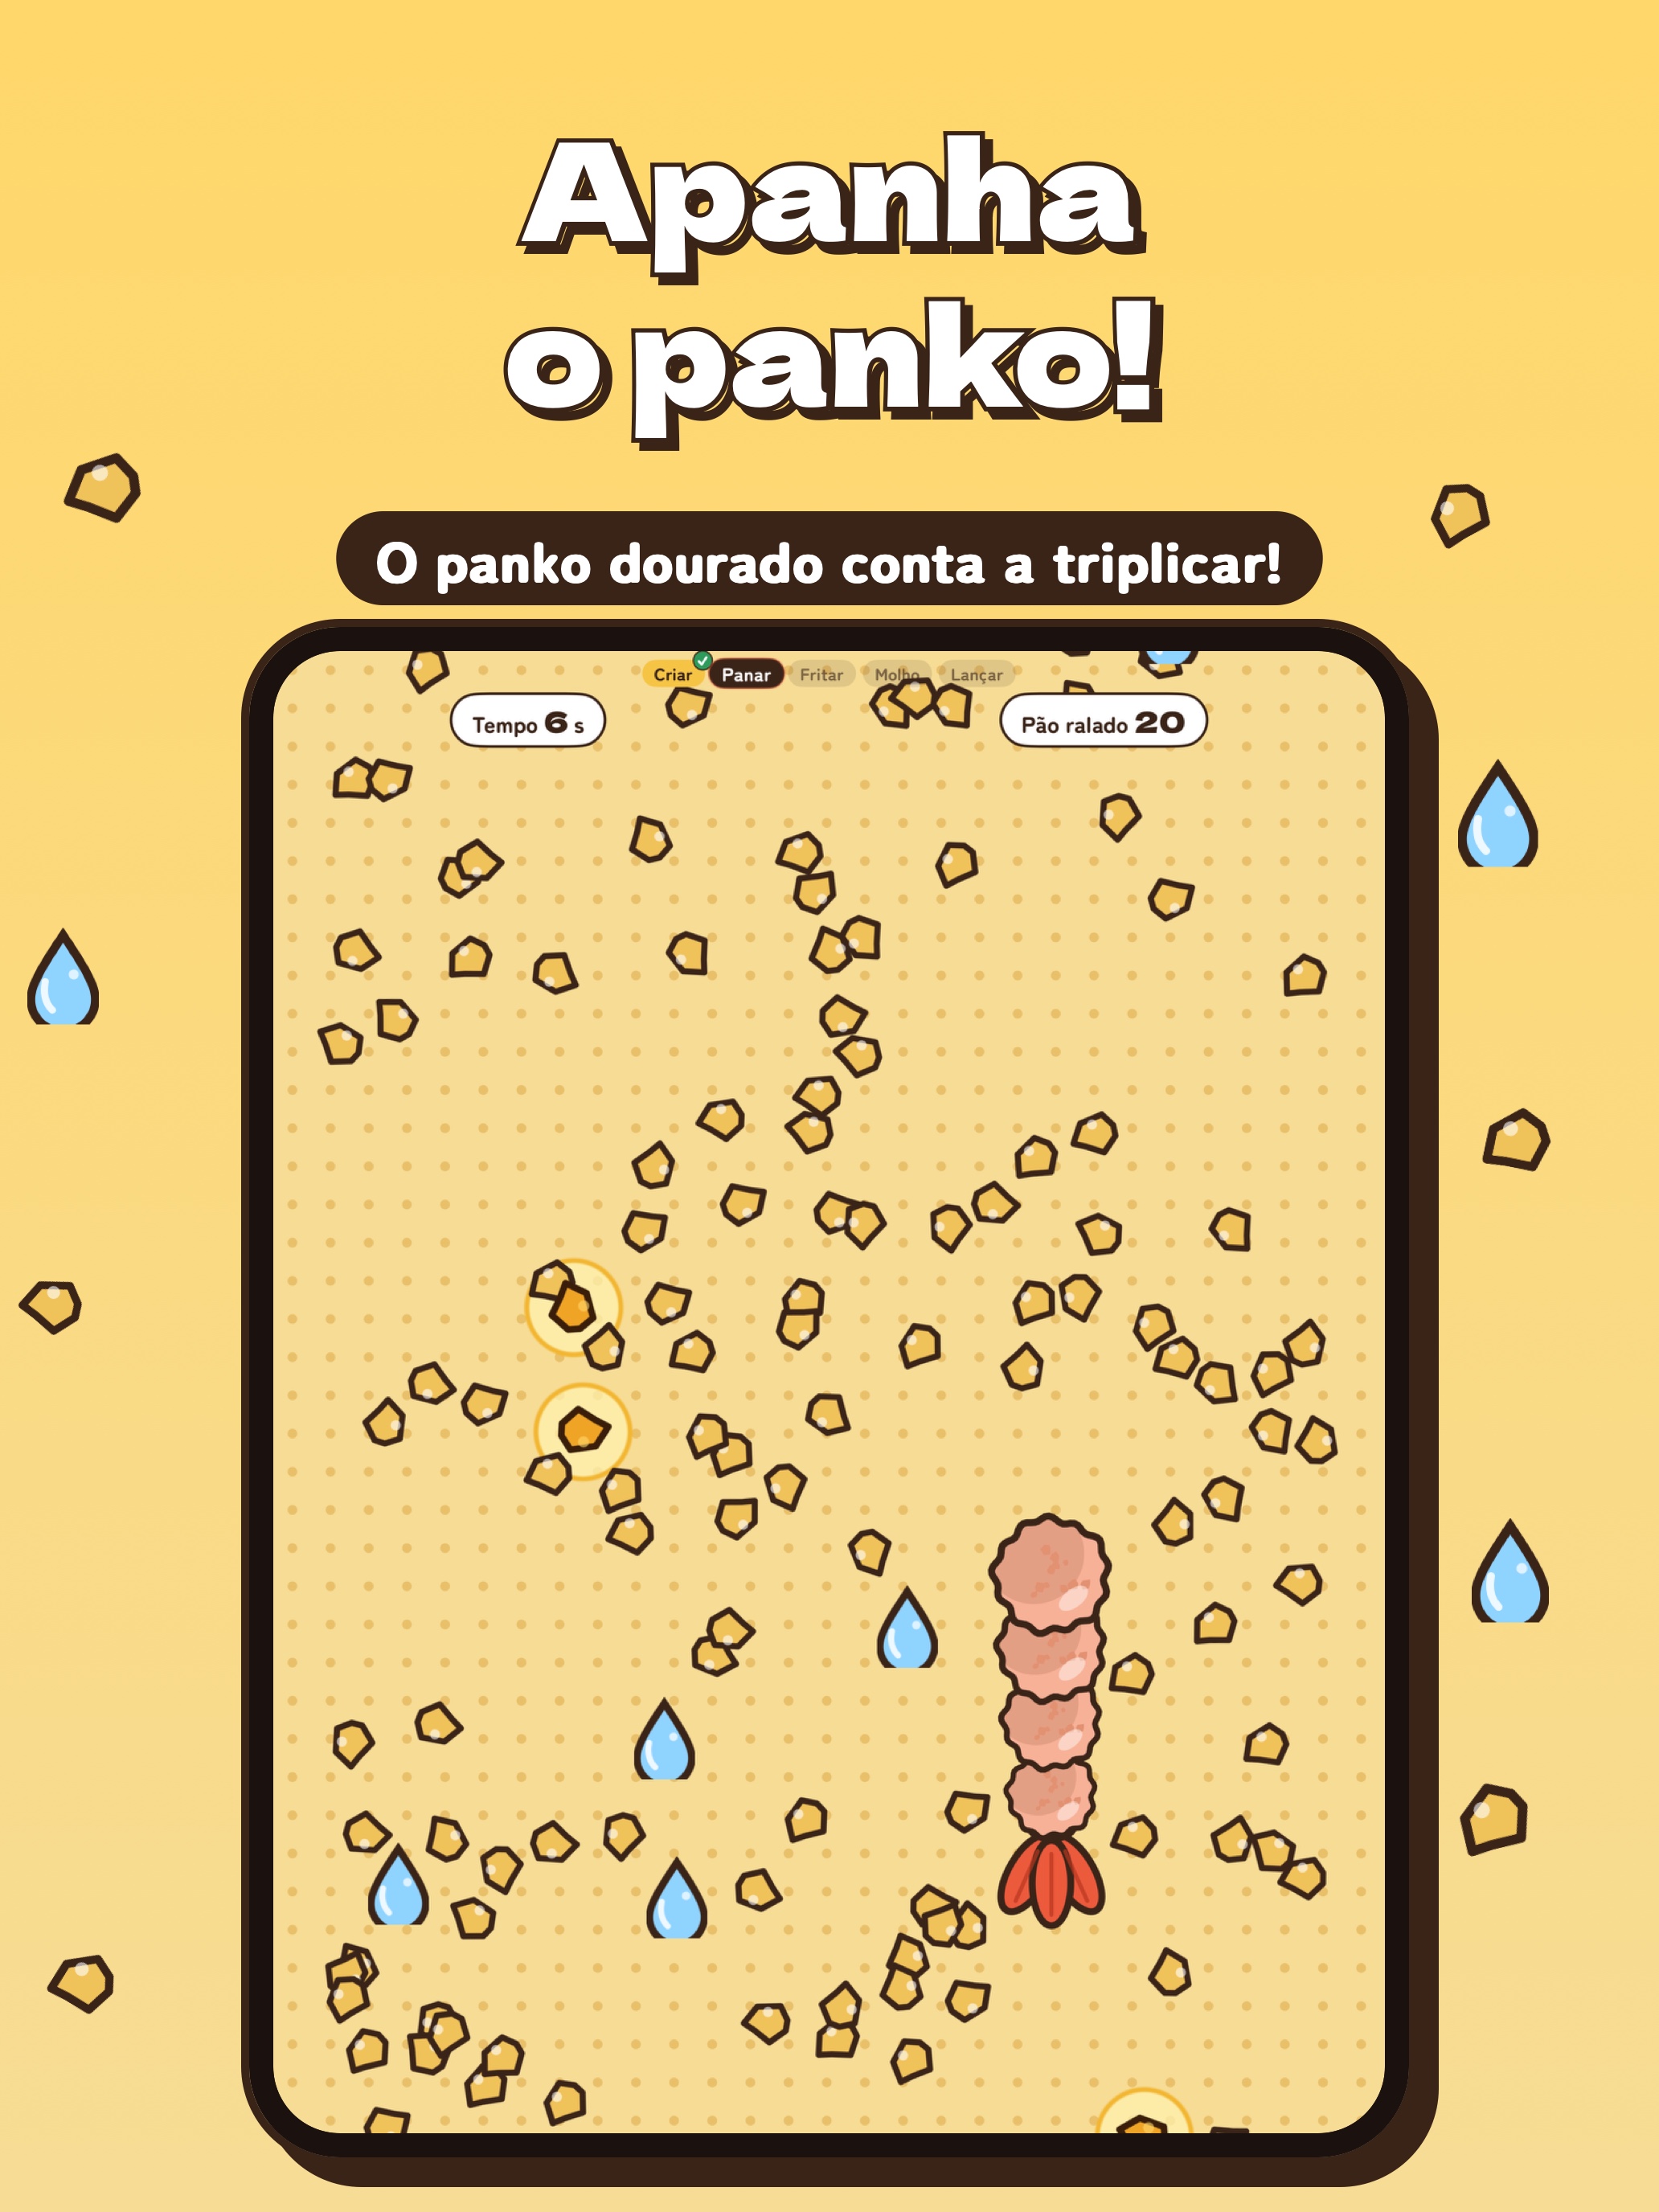 Apanha
o panko!
O panko dourado conta a triplicar!
Criar Panar Fritar Molho Lançar
Tempo 6 s
Pão ralado 20